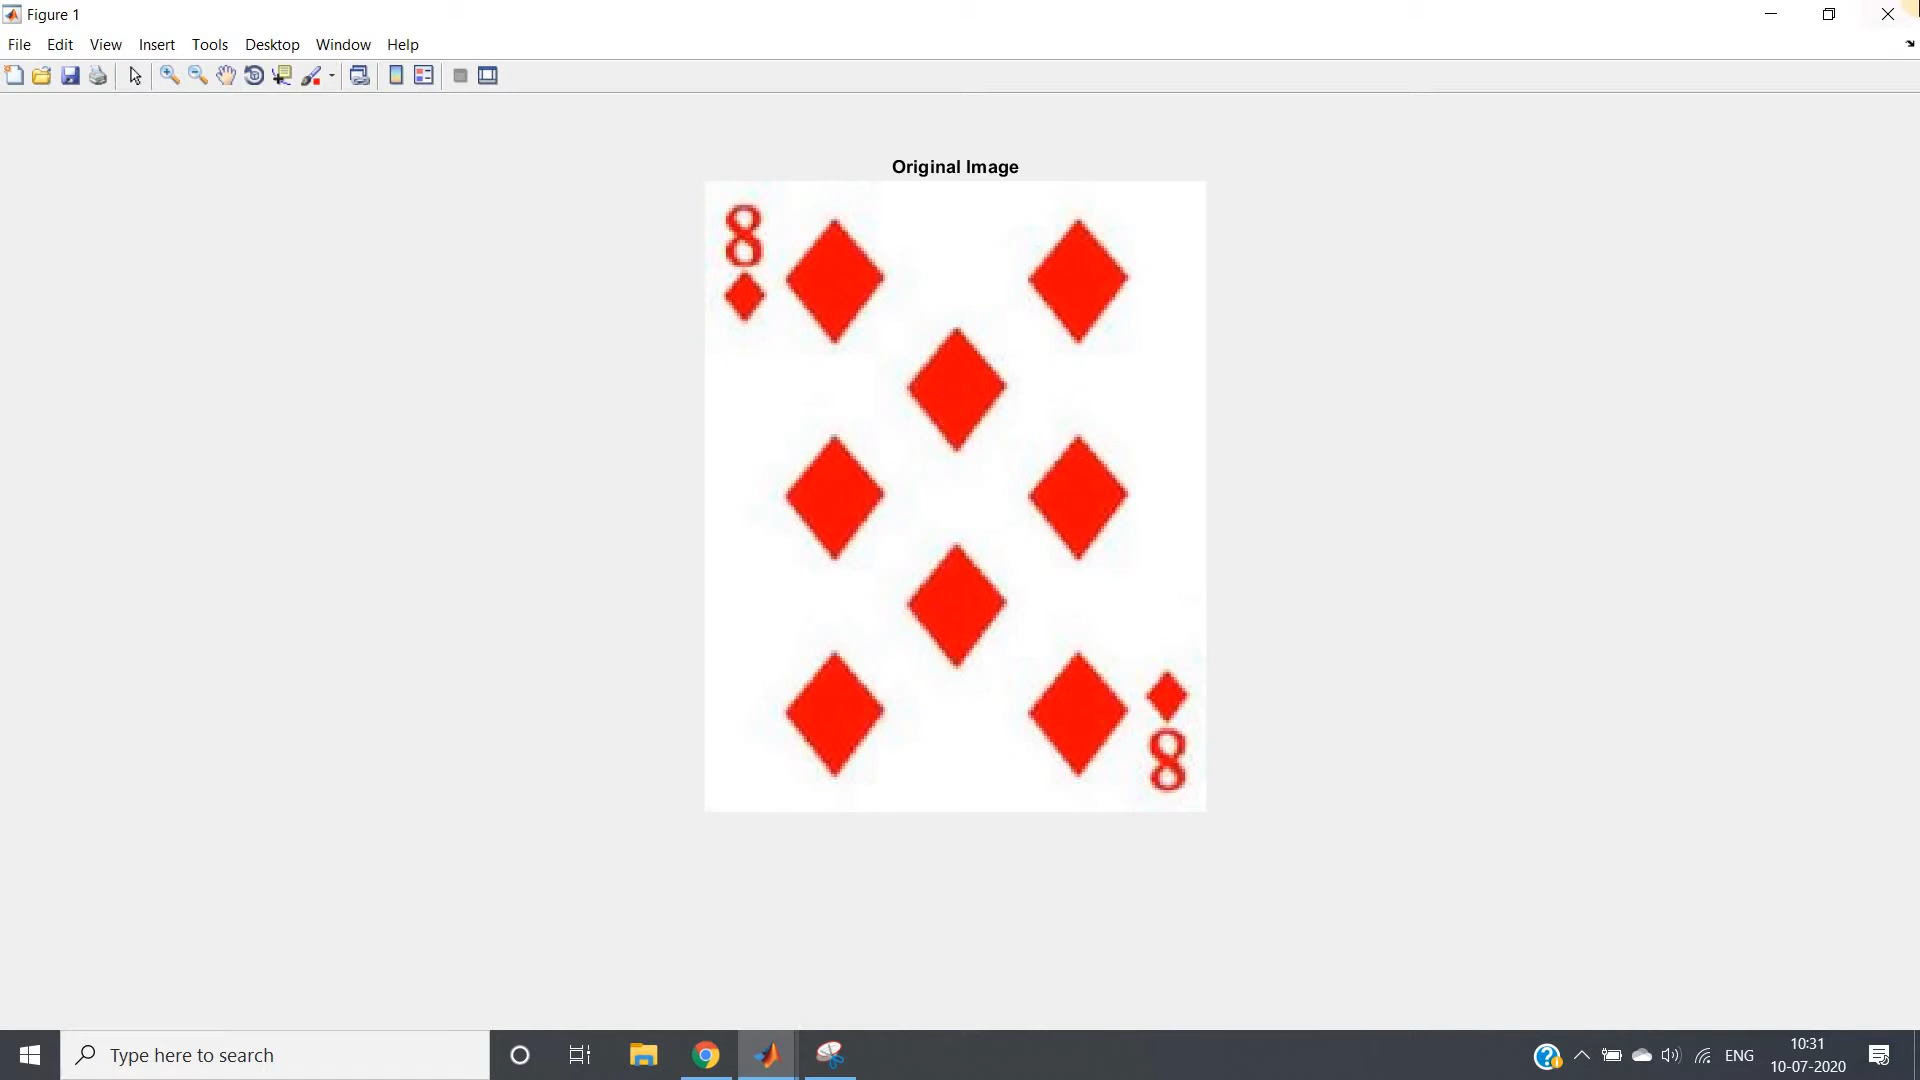 Figure 1
File Edit View Insert Tools Desktop Window Help
Original Image
8
8
Type here to search
ENG
10:31
10-07-2020